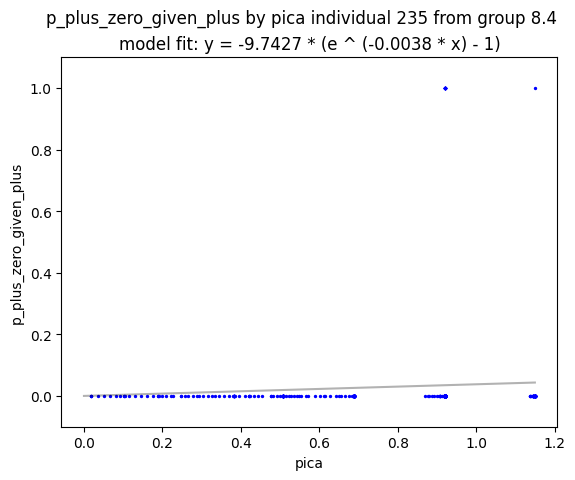 p_plus_zero_given_plus by pica individual 235 from group 8.4
model fit: y = -9.7427 * (e ^ (-0.0038 * x) - 1)
1.0
0.8
0.6
0.4
0.2
0.0
p_plus_zero_given_plus
0.0 0.2 0.4 0.6 0.8 1.0 1.2
pica